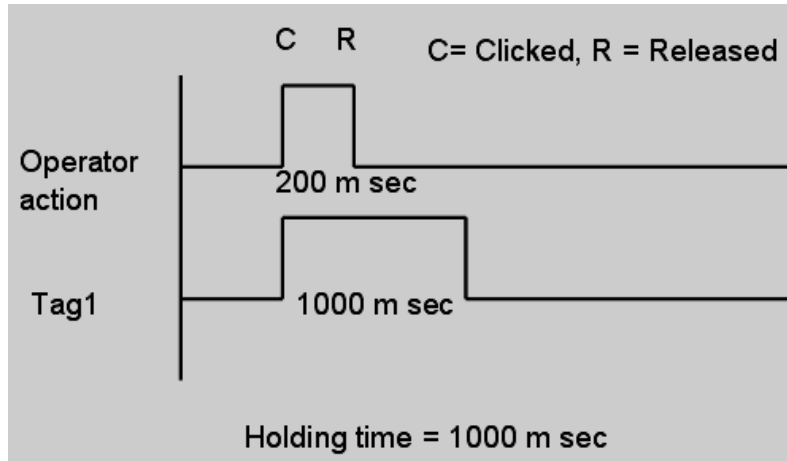 C R
C= Clicked, R = Released
Operator
action
200 m sec
Tag1
1000 m sec
Holding time = 1000 m sec